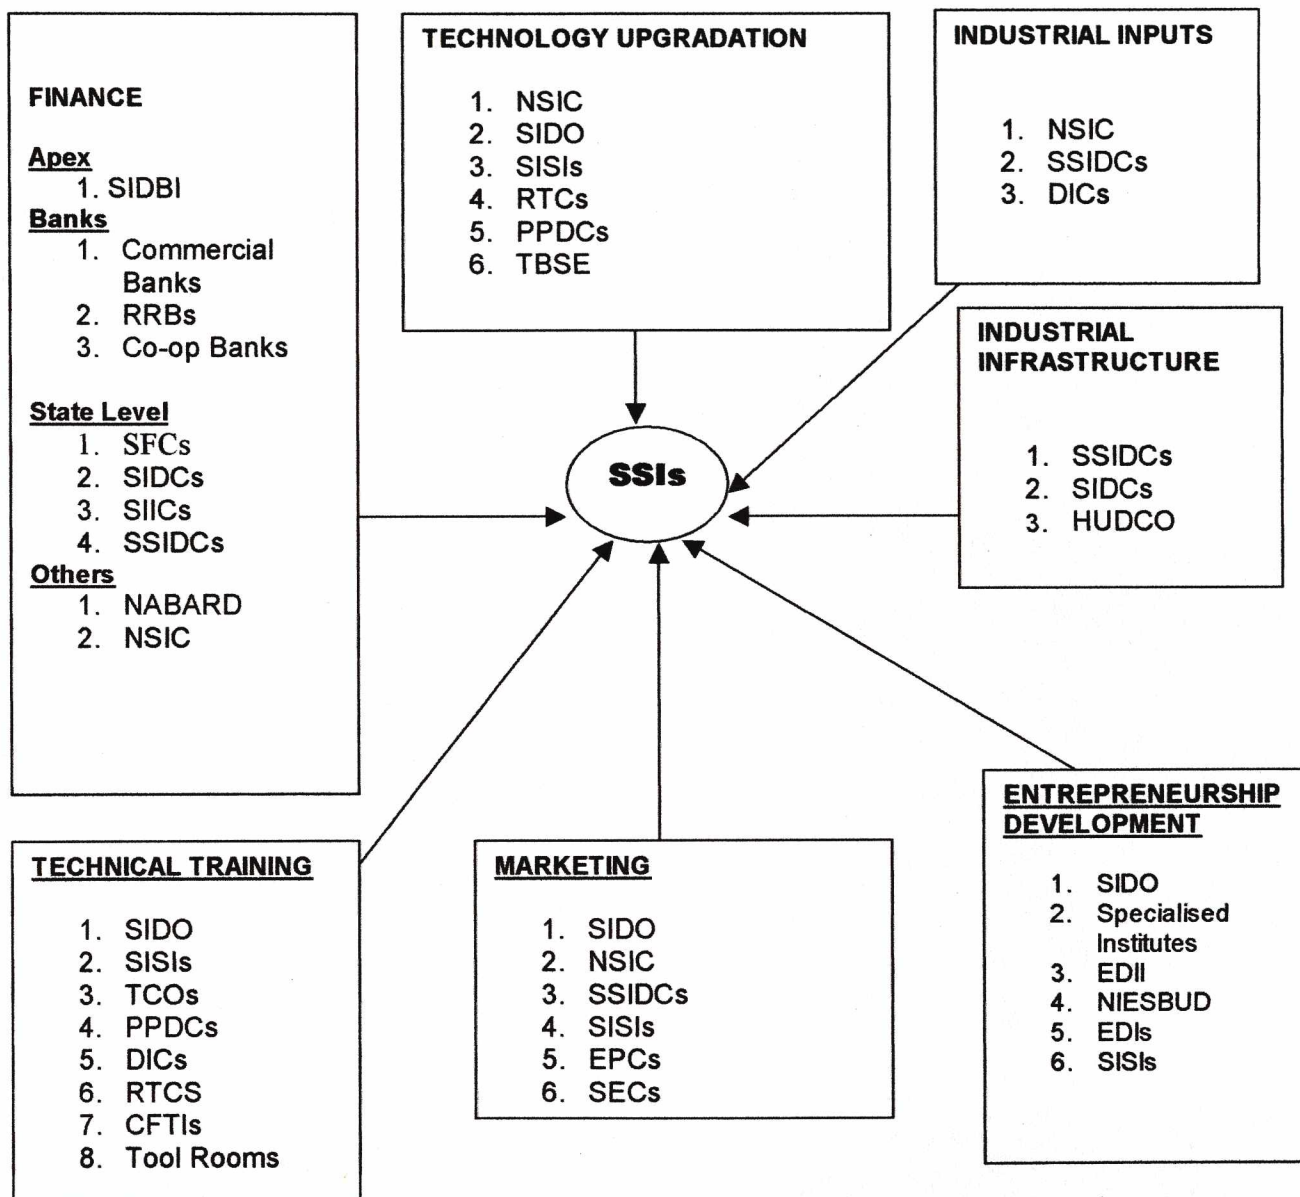 FINANCE
Apex
1. SIDBI
Banks
1. Commercial
Banks
2. RRBs
3. Co-op Banks
State Level
1. SFCs
2. SIDCs
3. SIICs
4. SSIDCs
Others
1. NABARD
2. NSIC
TECHNOLOGY UPGRADATION
1. NSIC
2. SIDO
3. SISIs
4. RTCs
5. PPDCs
6. TBSE
INDUSTRIAL INPUTS
1. NSIC
2. SSIDCs
3. DICs
INDUSTRIAL
INFRASTRUCTURE
1. SSIDCs
2. SIDCs
3. HUDCO
SSIs
TECHNICAL TRAINING
1. SIDO
2. SISIs
3. TCOs
4. PPDCs
5. DICs
6. RTCS
7. CFTIs
8. Tool Rooms
MARKETING
1. SIDO
2. NSIC
3. SSIDCs
4. SISIs
5. EPCs
6. SECs
ENTREPRENEURSHIP
DEVELOPMENT
1. SIDO
2. Specialised
Institutes
3. EDII
4. NIESBUD
5. EDIs
6. SISIs